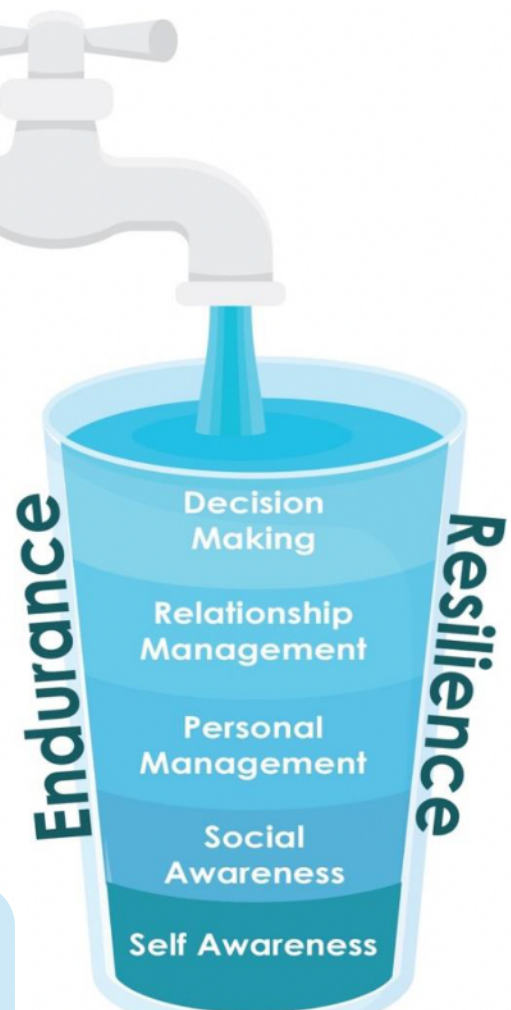 Decision
Making
Relationship
Management
Personal
Management
Social
Awareness
Self Awareness
Endurance
Resilience